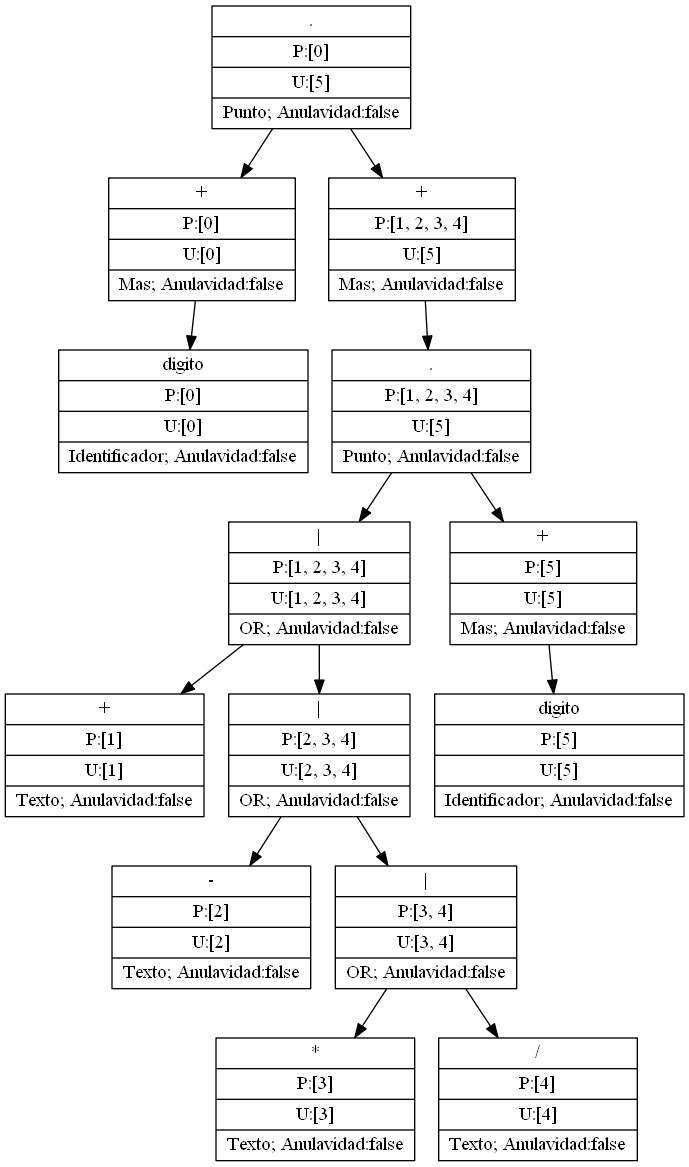 .
P:[0]
U:[5]
Punto; Anulavidad:false
+
P:[0]
U:[0]
Mas; Anulavidad:false
+
P:[1, 2, 3, 4]
U:[5]
Mas; Anulavidad:false
digito
P:[0]
U:[0]
Identificador; Anulavidad:false
.
P:[1, 2, 3, 4]
U:[5]
Punto; Anulavidad:false
|
P:[1, 2, 3, 4]
U:[1, 2, 3, 4]
OR; Anulavidad:false
+
P:[5]
U:[5]
Mas; Anulavidad:false
+
P:[1]
U:[1]
Texto; Anulavidad:false
|
P:[2, 3, 4]
U:[2, 3, 4]
OR; Anulavidad:false
digito
P:[5]
U:[5]
Identificador; Anulavidad:false
-
P:[2]
U:[2]
Texto; Anulavidad:false
|
P:[3, 4]
U:[3, 4]
OR; Anulavidad:false
*
P:[3]
U:[3]
Texto; Anulavidad:false
/
P:[4]
U:[4]
Texto; Anulavidad:false